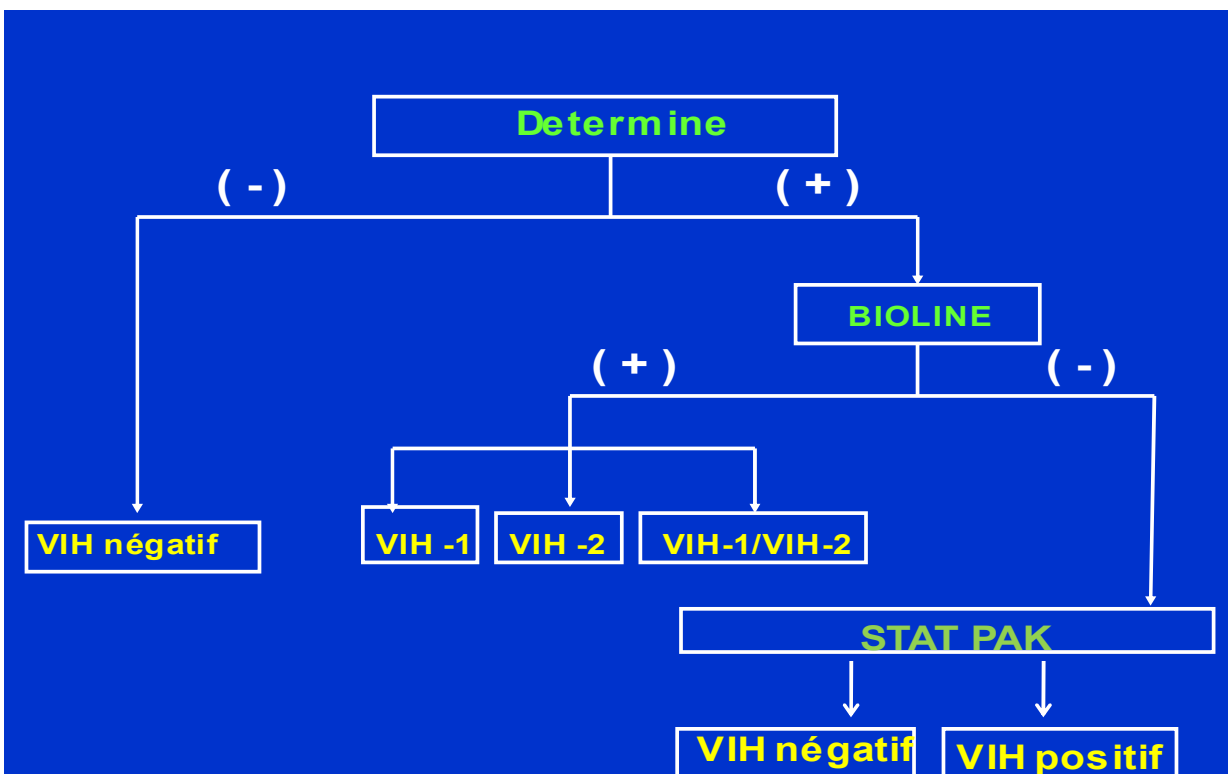 Determine
( - )
( + )
BIOLINE
( + )
( - )
VIH négatif
VIH -1
VIH -2
VIH-1/VIH-2
STAT PAK
VIH négatif
VIH positif